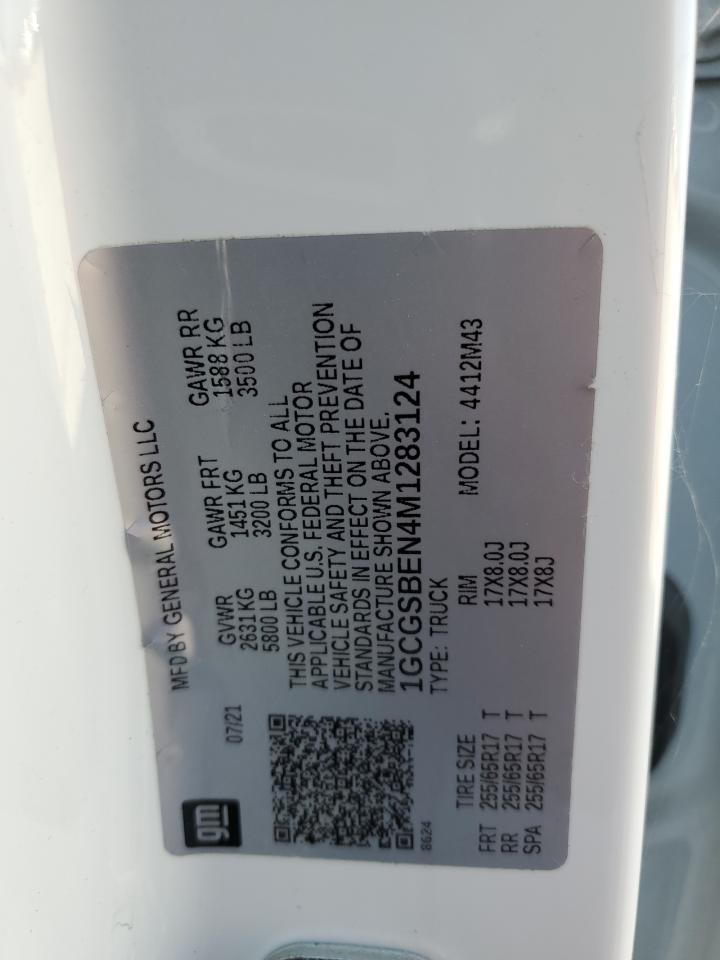 gm
MFD BY GENERAL MOTORS LLC
07/21
GVWR GAWR FRT GAWR RR
2631 KG 1451 KG 1588 KG
5800 LB 3200 LB 3500 LB
THIS VEHICLE CONFORMS TO ALL
APPLICABLE U.S. FEDERAL MOTOR
VEHICLE SAFETY AND THEFT PREVENTION
STANDARDS IN EFFECT ON THE DATE OF
MANUFACTURE SHOWN ABOVE.
1GCGSBEN4M1283124
8624
TYPE: TRUCK MODEL: 4412M43
TIRE SIZE RIM
FRT 255/65R17 T 17X8.0J
RR 255/65R17 T 17X8.0J
SPA 255/65R17 T 17X8J